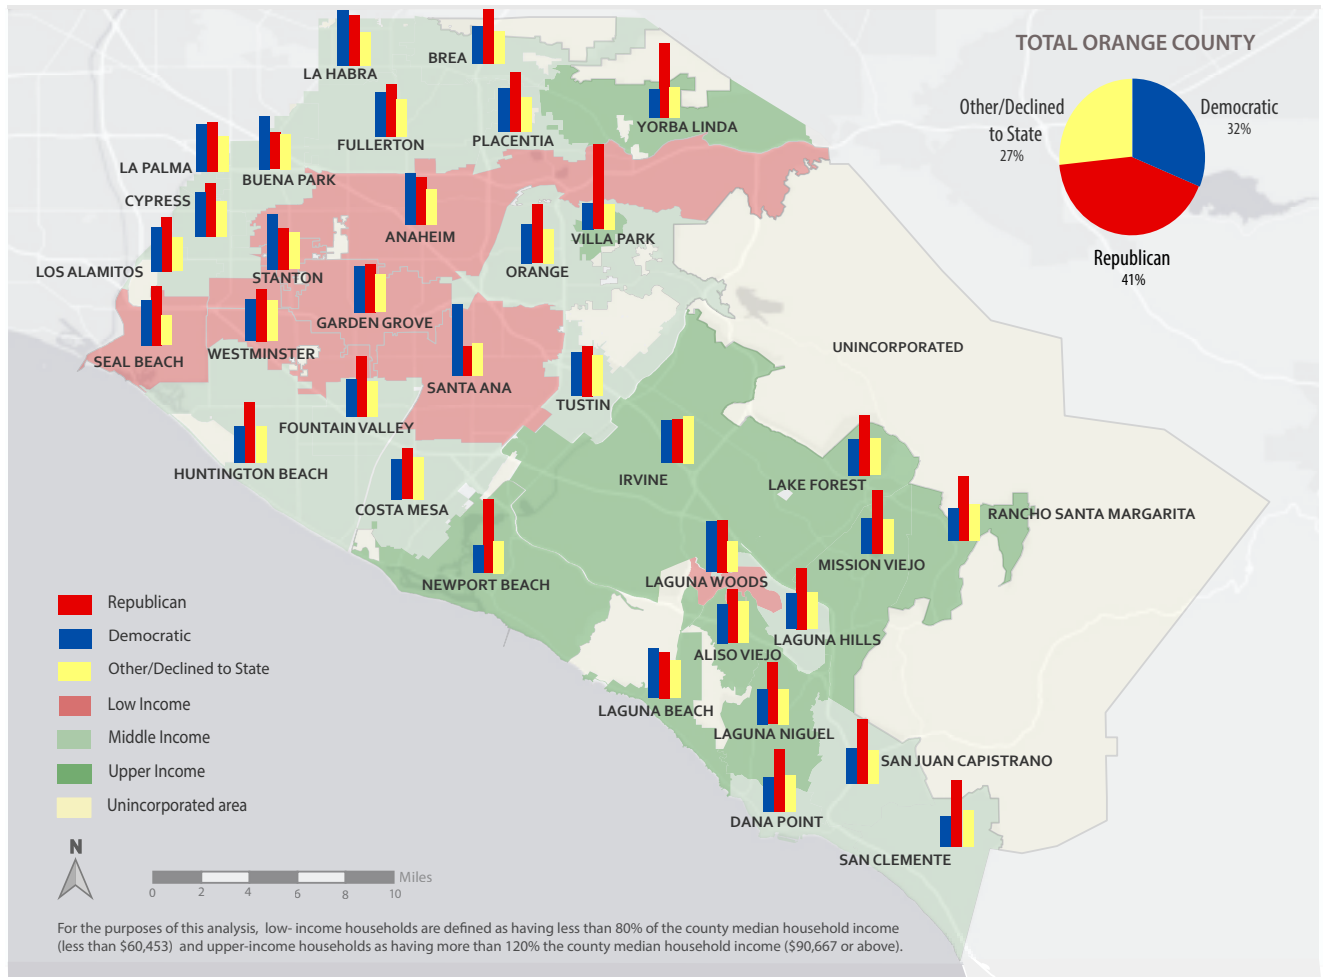 TOTAL ORANGE COUNTY
Other/Declined
to State
27%
Democratic
32%
Republican
41%
LA HABRA
BREA
FULLERTON
PLACENTIA
YORBA LINDA
LA PALMA
BUENA PARK
CYPRESS
ANAHEIM
VILLA PARK
LOS ALAMITOS
STANTON
ORANGE
GARDEN GROVE
SEAL BEACH
WESTMINSTER
SANTA ANA
TUSTIN
UNINCORPORATED
FOUNTAIN VALLEY
HUNTINGTON BEACH
COSTA MESA
IRVINE
LAKE FOREST
RANCHO SANTA MARGARITA
NEWPORT BEACH
LAGUNA WOODS
MISSION VIEJO
LAGUNA HILLS
ALISO VIEJO
LAGUNA BEACH
LAGUNA NIGUEL
SAN JUAN CAPISTRANO
DANA POINT
SAN CLEMENTE
Republican
Democratic
Other/Declined to State
Low Income
Middle Income
Upper Income
Unincorporated area
N
Miles
0 2 4 6 8 10
For the purposes of this analysis, low- income households are defined as having less than 80% of the county median household income
(less than $60,453) and upper-income households as having more than 120% the county median household income ($90,667 or above).